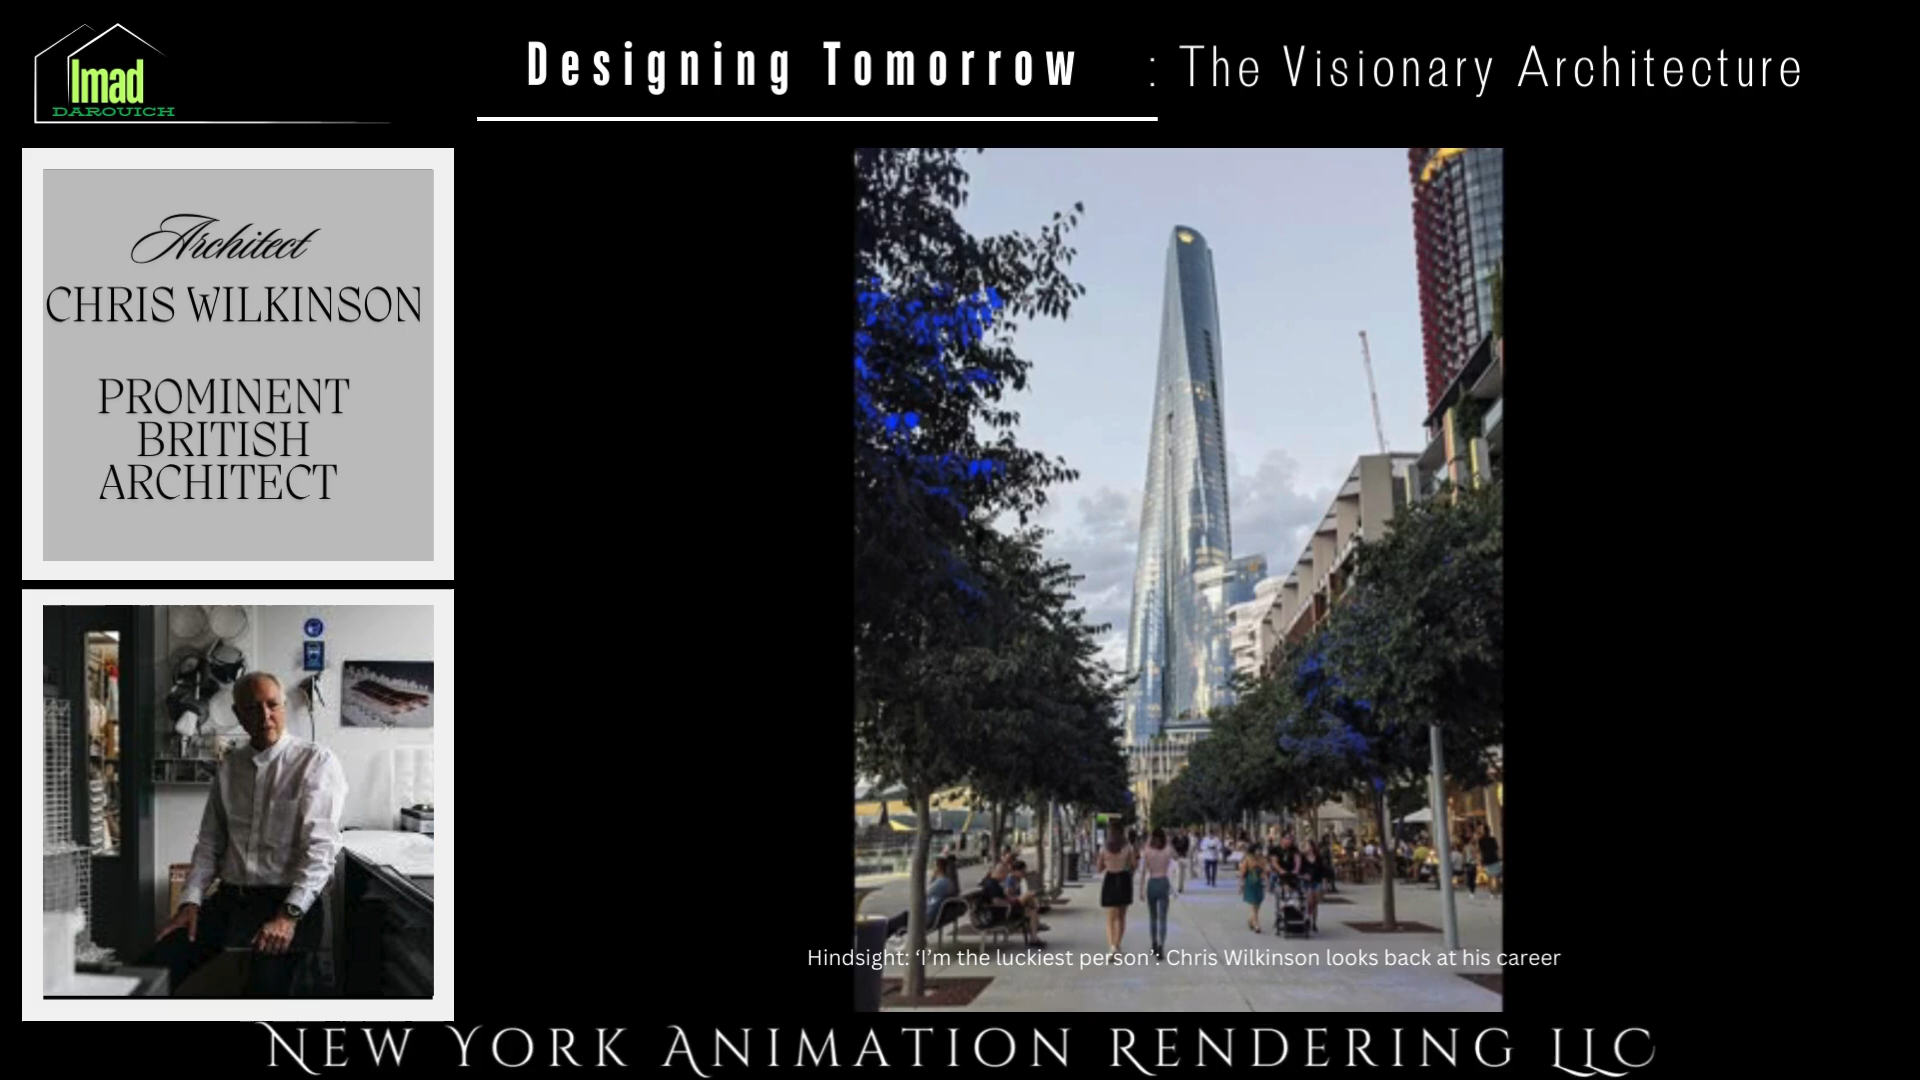 Imad
DAROUICH
Designing Tomorrow : The Visionary Architecture
Architect
CHRIS WILKINSON
PROMINENT
BRITISH
ARCHITECT
Hindsight: ‘I’m the luckiest person’: Chris Wilkinson looks back at his career
NEW YORK ANIMATION RENDERING LLC